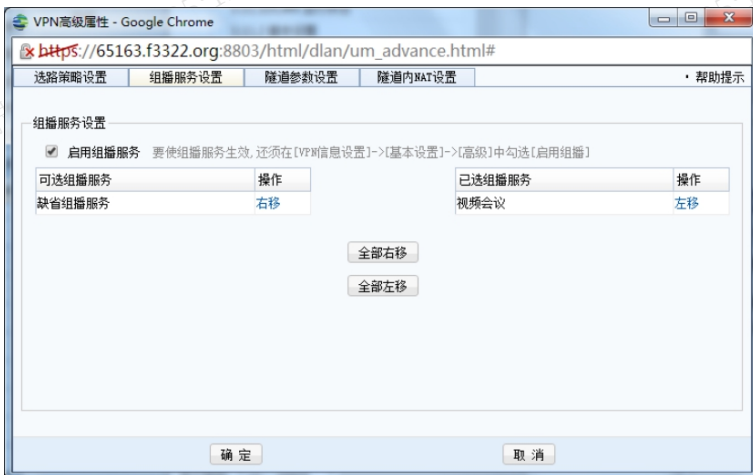 VPN高级属性 - Google Chrome
https://65163.f3322.org:8803/html/dlan/um_advance.html#
选路策略设置 组播服务设置 隧道参数设置 隧道内NAT设置 · 帮助提示
组播服务设置
启用组播服务 要使组播服务生效,还须在[VPN信息设置]->[基本设置]->[高级]中勾选[启用组播]
可选组播服务 操作 已选组播服务 操作
缺省组播服务 右移 视频会议 左移
全部右移
全部左移
确 定 取 消